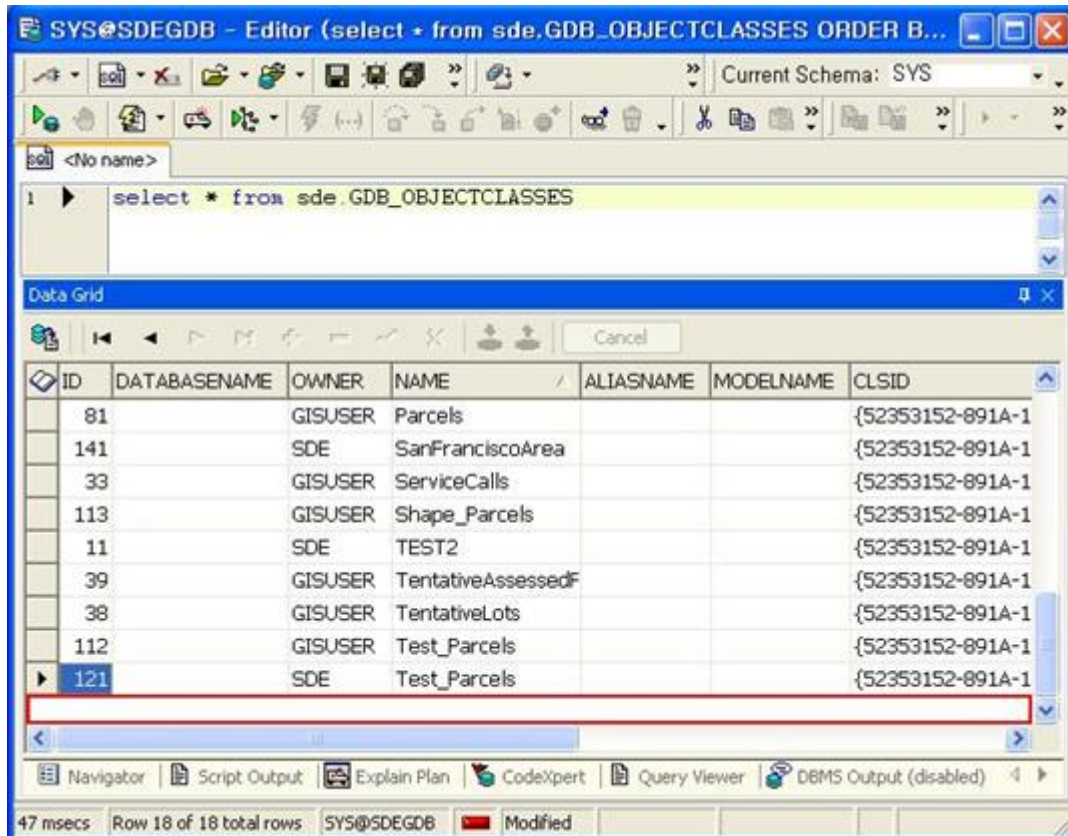 SYS@SDEGDB - Editor (select * from sde.GDB_OBJECTCLASSES ORDER B...
sql Current Schema: SYS
sql <No name>
1 select * from sde.GDB_OBJECTCLASSES
Data Grid
Cancel
ID DATABASENAME OWNER NAME ALIASNAME MODELNAME CLSID
81 GISUSER Parcels {52353152-891A-1
141 SDE SanFranciscoArea {52353152-891A-1
33 GISUSER ServiceCalls {52353152-891A-1
113 GISUSER Shape_Parcels {52353152-891A-1
11 SDE TEST2 {52353152-891A-1
39 GISUSER TentativeAssessedF {52353152-891A-1
38 GISUSER TentativeLots {52353152-891A-1
112 GISUSER Test_Parcels {52353152-891A-1
121 SDE Test_Parcels {52353152-891A-1
Navigator Script Output Explain Plan CodeXpert Query Viewer DBMS Output (disabled)
47 msecs Row 18 of 18 total rows SYS@SDEGDB Modified